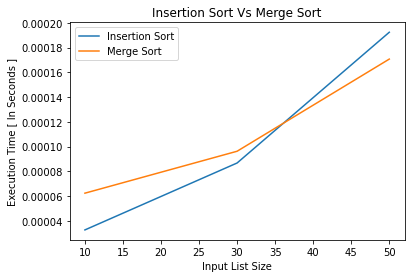 Insertion Sort Vs Merge Sort
Insertion Sort
Merge Sort
Execution Time [ In Seconds ]
0.00020
0.00018
0.00016
0.00014
0.00012
0.00010
0.00008
0.00006
0.00004
10 15 20 25 30 35 40 45 50
Input List Size